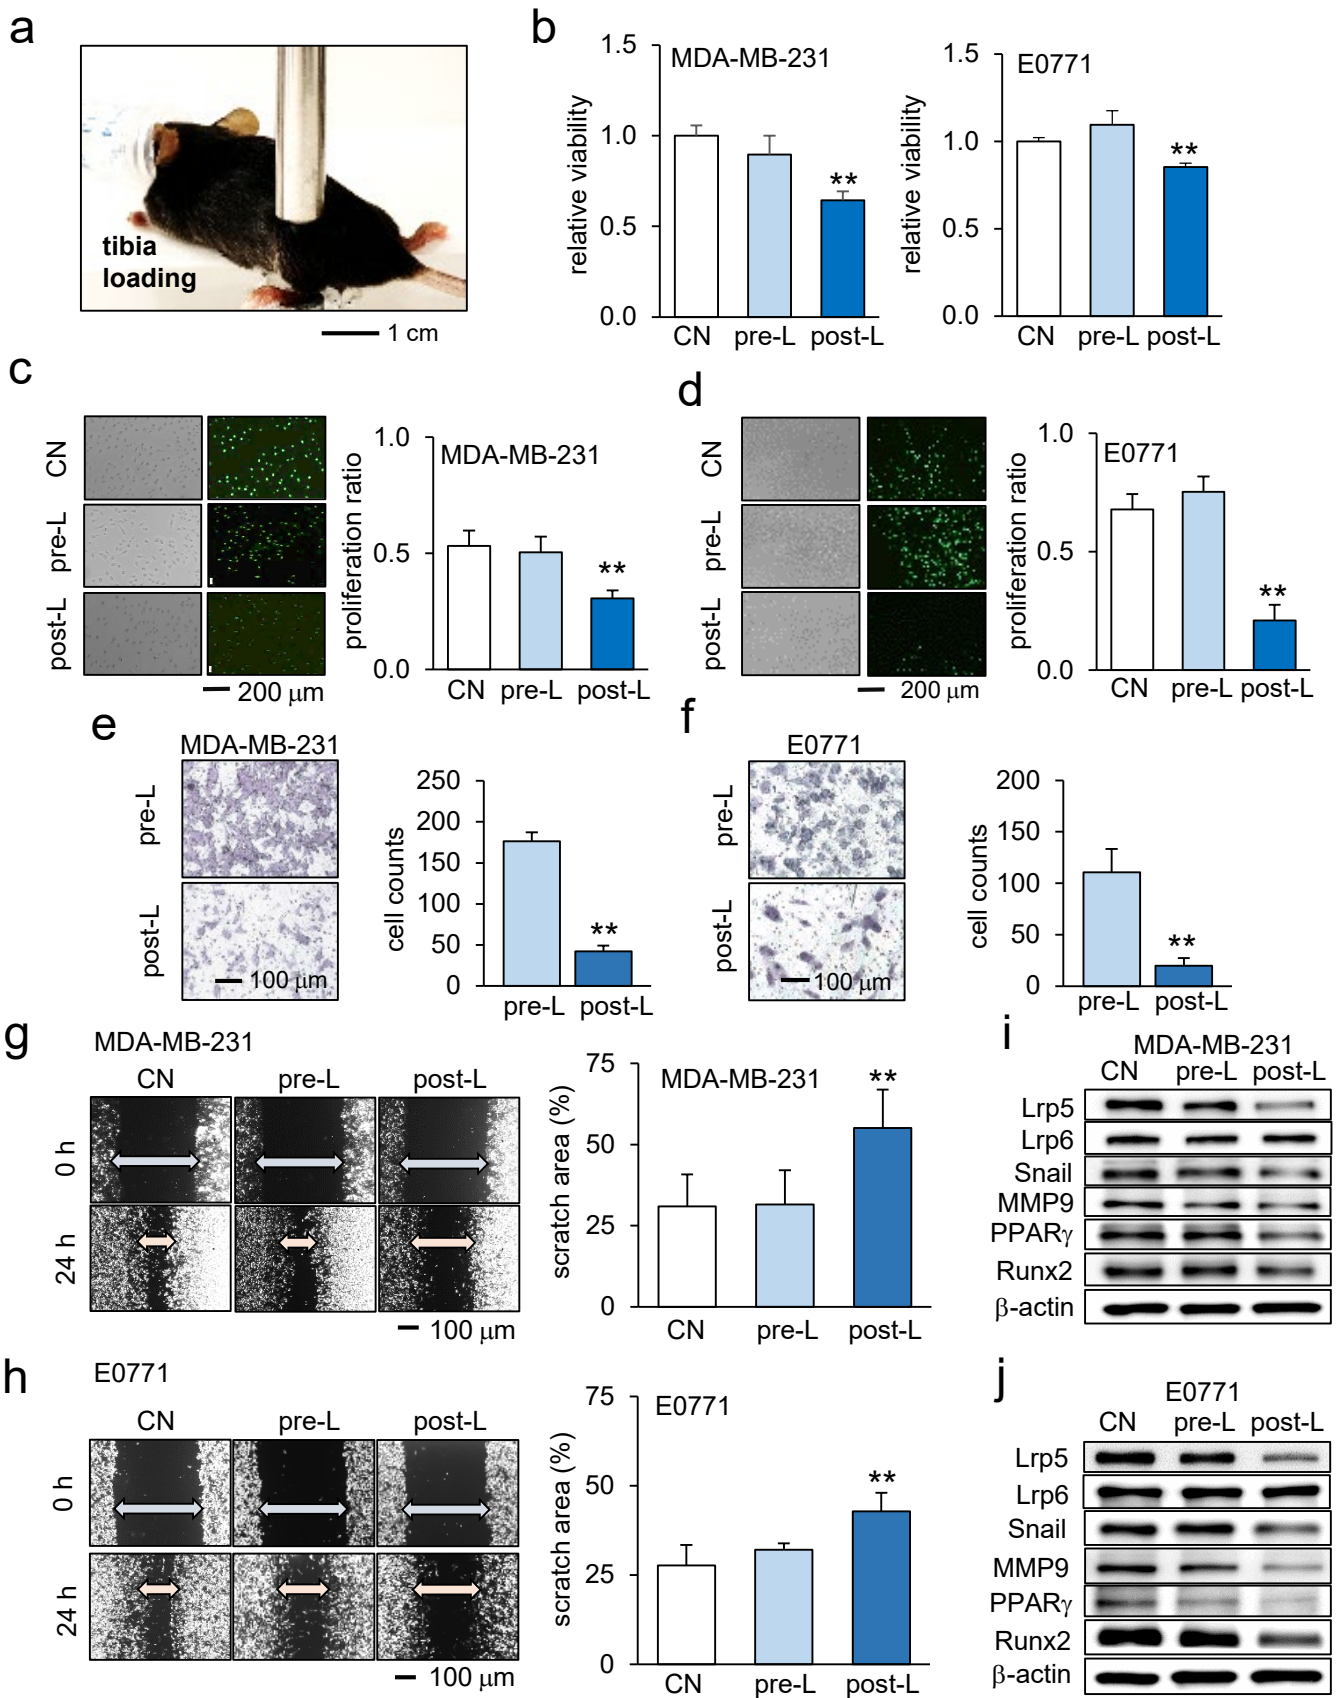 a
tibia
loading
1 cm
b
relative viability
1.5
1.0
0.5
0.0
MDA-MB-231
**
CN pre-L post-L
relative viability
1.5
1.0
0.5
0.0
E0771
**
CN pre-L post-L
c
CN
pre-L
post-L
200 μm
proliferation ratio
1.0
0.5
0.0
MDA-MB-231
**
CN pre-L post-L
d
CN
pre-L
post-L
200 μm
proliferation ratio
1.0
0.5
0.0
E0771
**
CN pre-L post-L
e
MDA-MB-231
pre-L
post-L
100 μm
cell counts
250
200
150
100
50
0
**
pre-L post-L
f
E0771
pre-L
post-L
100 μm
cell counts
200
150
100
50
0
**
pre-L post-L
g
MDA-MB-231
CN pre-L post-L
0 h
24 h
100 μm
scratch area (%)
75
50
25
0
MDA-MB-231
**
CN pre-L post-L
h
E0771
CN pre-L post-L
0 h
24 h
100 μm
scratch area (%)
75
50
25
0
E0771
**
CN pre-L post-L
i
MDA-MB-231
CN pre-L post-L
Lrp5
Lrp6
Snail
MMP9
PPARγ
Runx2
β-actin
j
E0771
CN pre-L post-L
Lrp5
Lrp6
Snail
MMP9
PPARγ
Runx2
β-actin